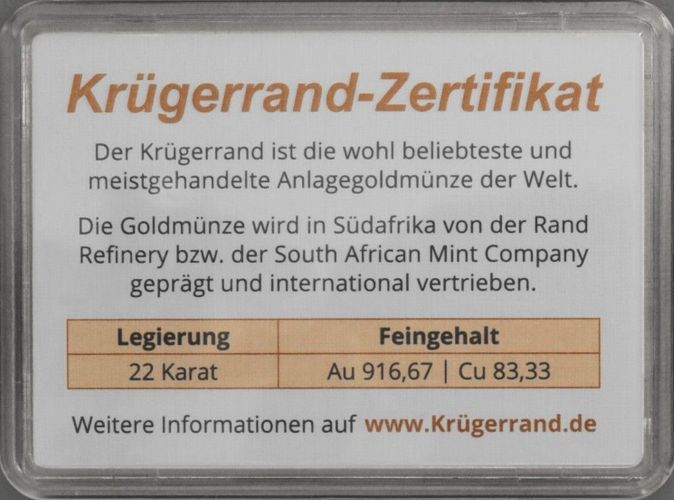 Krügerrand-Zertifikat
Der Krügerrand ist die wohl beliebteste und
meistgehandelte Anlagegoldmünze der Welt.
Die Goldmünze wird in Südafrika von der Rand
Refinery bzw. der South African Mint Company
geprägt und international vertrieben.
Legierung Feingehalt
22 Karat Au 916,67 | Cu 83,33
Weitere Informationen auf www.Krügerrand.de